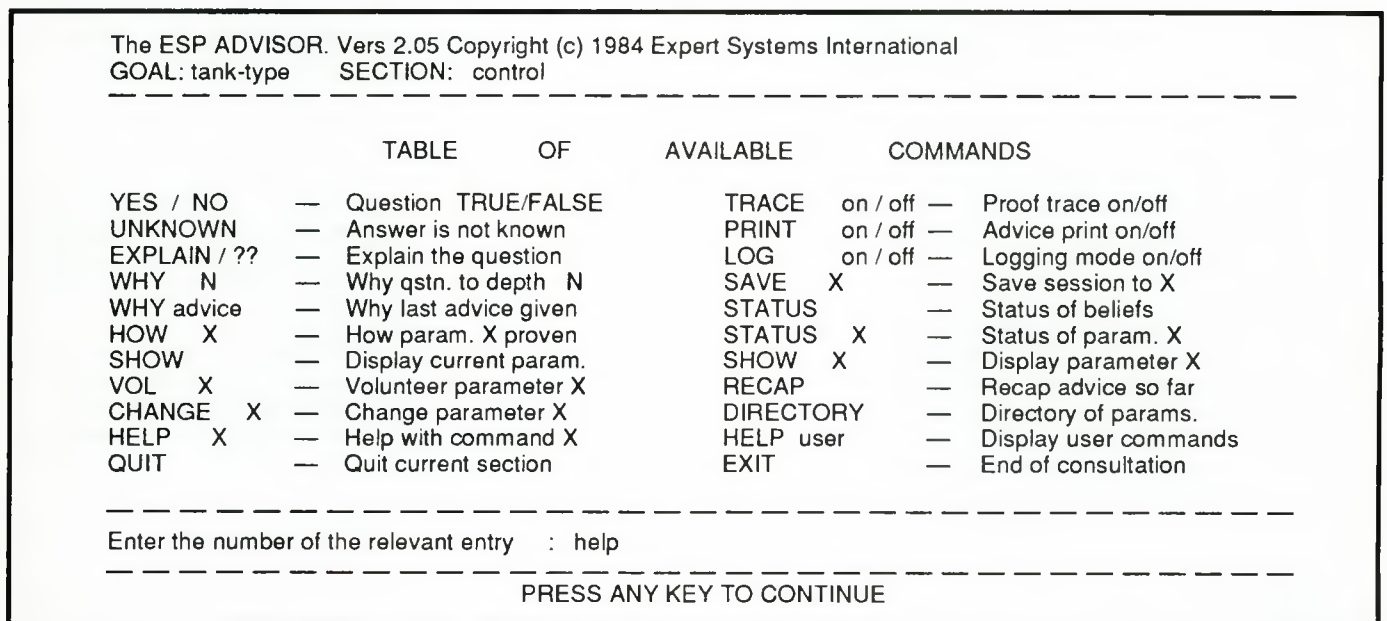 The ESP ADVISOR. Vers 2.05 Copyright (c) 1984 Expert Systems International
GOAL: tank-type SECTION: control
TABLE OF AVAILABLE COMMANDS
YES / NO — Question TRUE/FALSE TRACE on / off — Proof trace on/off
UNKNOWN — Answer is not known PRINT on / off — Advice print on/off
EXPLAIN / ?? — Explain the question LOG on / off — Logging mode on/off
WHY N — Why qstn. to depth N SAVE X — Save session to X
WHY advice — Why last advice given STATUS — Status of beliefs
HOW X — How param. X proven STATUS X — Status of param. X
SHOW — Display current param. SHOW X — Display parameter X
VOL X — Volunteer parameter X RECAP — Recap advice so far
CHANGE X — Change parameter X DIRECTORY — Directory of params.
HELP X — Help with command X HELP user — Display user commands
QUIT — Quit current section EXIT — End of consultation
Enter the number of the relevant entry : help
PRESS ANY KEY TO CONTINUE